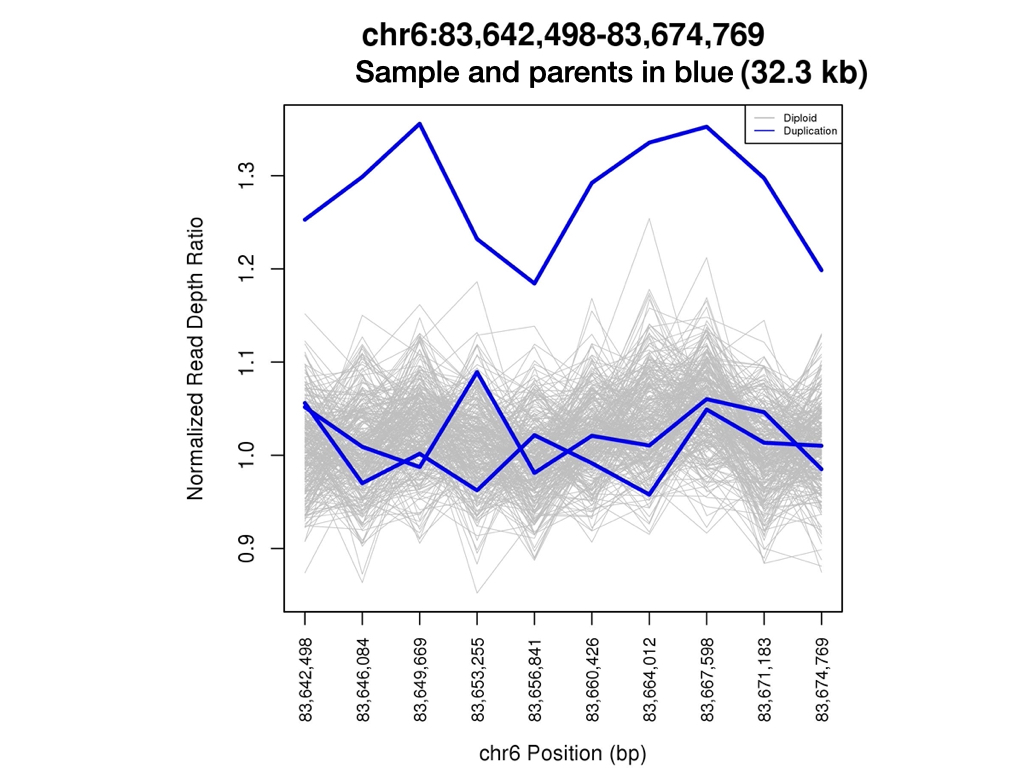 chr6:83,642,498-83,674,769
Sample and parents in blue (32.3 kb)
Diploid
Duplication
Normalized Read Depth Ratio
1.3
1.2
1.1
1.0
0.9
83,642,498
83,646,084
83,649,669
83,653,255
83,656,841
83,660,426
83,664,012
83,667,598
83,671,183
83,674,769
chr6 Position (bp)